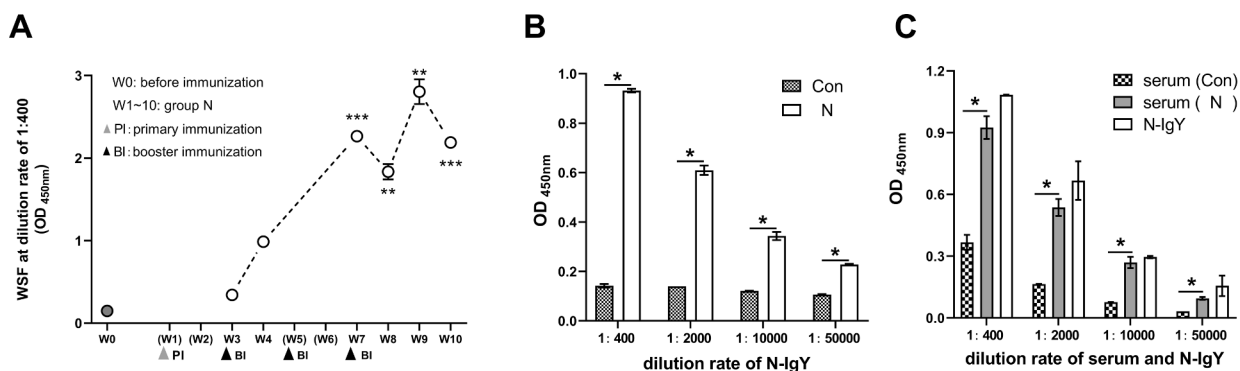 A
WSF at dilution rate of 1:400
(OD 450nm)
3
2
1
0
W0: before immunization
W1~10: group N
PI: primary immunization
BI: booster immunization
***
**
**
***
W0 (W1) (W2) W3 W4 (W5) (W6) W7 W8 W9 W10
PI BI BI BI
B
OD 450nm
1.0
0.8
0.6
0.4
0.2
0.0
Con
N
*
*
*
*
1: 400 1: 2000 1: 10000 1: 50000
dilution rate of N-IgY
C
OD 450nm
1.2
0.9
0.6
0.3
0.0
serum (Con)
serum ( N )
N-IgY
*
*
*
*
1: 400 1: 2000 1: 10000 1: 50000
dilution rate of serum and N-IgY